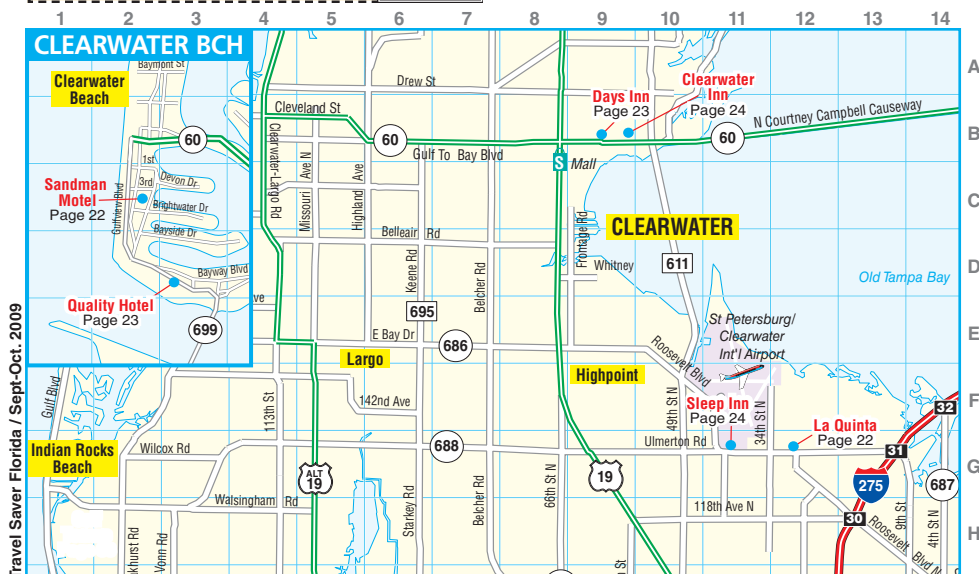 1 2 3 4 5 6 7 8 9 10 11 12 13 14
CLEARWATER BCH
A
B
C
D
E
F
G
H
Baymont St
Clearwater
Beach
60
1st
3rd
Devon Dr
Sandman
Motel
Page 22
Gulfview Blvd
Brightwater Dr
Bayside Dr
Bayway Blvd
Quality Hotel
Page 23
699
Drew St
Cleveland St
60
Gulf To Bay Blvd
Days Inn
Page 23
Clearwater
Inn
Page 24
60
N Courtney Campbell Causeway
S Mall
Clearwater-Largo Rd
Missouri Ave N
Highland Ave
Belleair Rd
Keene Rd
Belcher Rd
Frontage Rd
CLEARWATER
Whitney
611
Old Tampa Bay
ve
695
E Bay Dr
686
Largo
Highpoint
Roosevelt Blvd
St Petersburg/
Clearwater
Int'l Airport
Gulf Blvd
113th St
142nd Ave
49th St N
34th St N
Sleep Inn
Page 24
La Quinta
Page 22
Ulmerton Rd
Indian Rocks
Beach
Wilcox Rd
688
32
31
275
687
30
ALT
19
19
Walsingham Rd
Starkey Rd
Belcher Rd
66th St N
118th Ave N
9th St N
4th St N
Roosevelt Blvd N
khurst Rd
Vonn Rd
o St
ravel Saver Florida / Sept-Oct. 2009